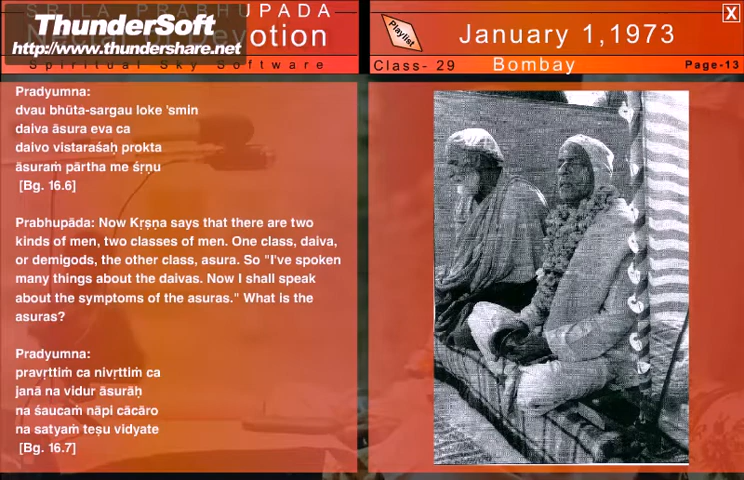 SRILA PRABHUPADA
ThunderSoft
http://www.thundershare.net
Nectar of Devotion
Spiritual Sky Software
Playlist
January 1,1973
X
Class- 29
Bombay
Page-13
Pradyumna:
dvau bhūta-sargau loke 'smin
daiva āsura eva ca
daivo vistaraśaḥ prokta
āsuraṁ pārtha me śṛṇu
[Bg. 16.6]
Prabhupāda: Now Kṛṣṇa says that there are two
kinds of men, two classes of men. One class, daiva,
or demigods, the other class, asura. So "I've spoken
many things about the daivas. Now I shall speak
about the symptoms of the asuras." What is the
asuras?
Pradyumna:
pravṛttiṁ ca nivṛttiṁ ca
janā na vidur āsurāḥ
na śaucaṁ nāpi cācāro
na satyaṁ teṣu vidyate
[Bg. 16.7]